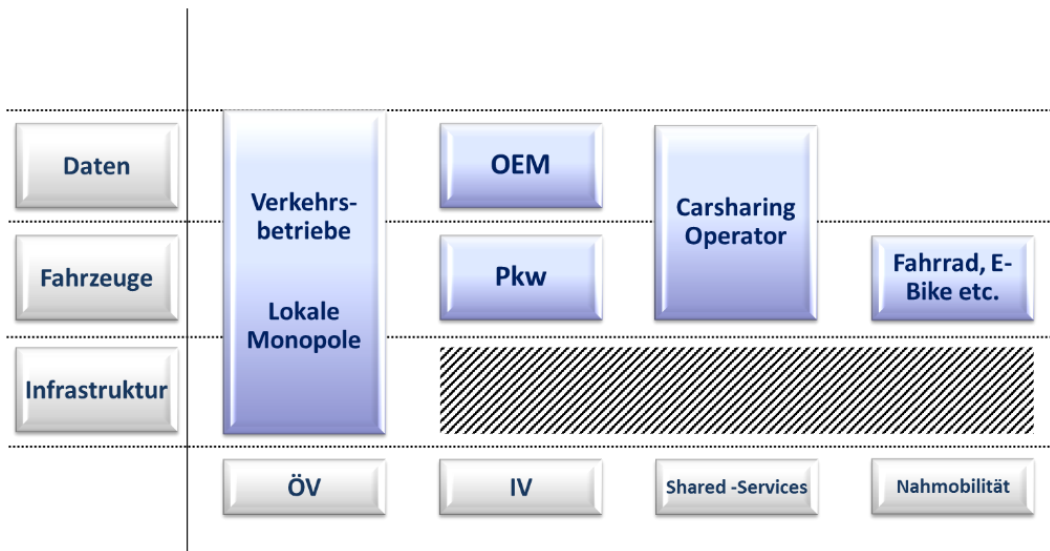 Daten
Verkehrs-
betriebe
Lokale
Monopole
OEM
Carsharing
Operator
Fahrzeuge
Pkw
Fahrrad, E-
Bike etc.
Infrastruktur
ÖV
IV
Shared -Services
Nahmobilität